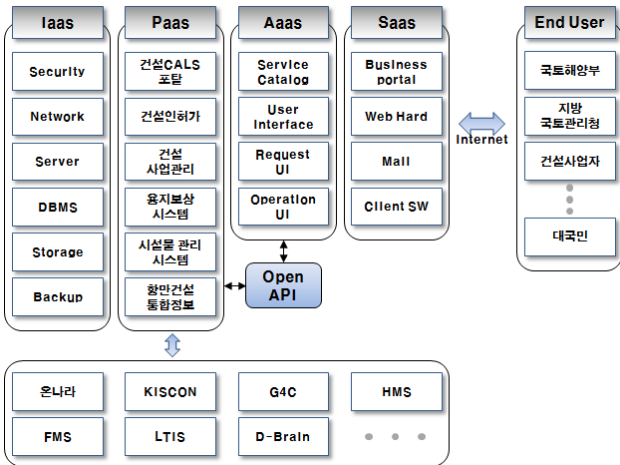 Iaas
Security
Network
Server
DBMS
Storage
Backup
Paas
건설CALS
포탈
건설인허가
건설
사업관리
용지보상
시스템
시설물 관리
시스템
항만건설
통합정보
Aaas
Service
Catalog
User
Interface
Request
UI
Operation
UI
Open
API
Saas
Business
portal
Web Hard
Mall
Client SW
Internet
End User
국토해양부
지방
국토관리청
건설사업자
대국민
온나라
KISCON
G4C
HMS
FMS
LTIS
D-Brain